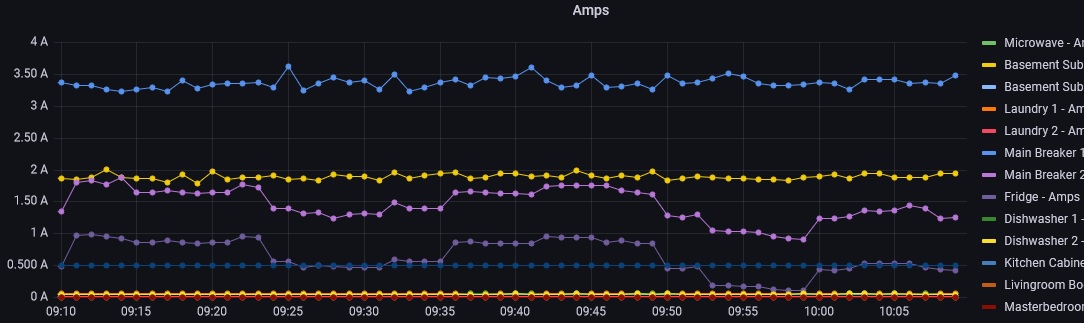 Amps
4 A
3.50 A
3 A
2.50 A
2 A
1.50 A
1 A
0.500 A
0 A
09:10 09:15 09:20 09:25 09:30 09:35 09:40 09:45 09:50 09:55 10:00 10:05
Microwave - A
Basement Sub
Basement Sub
Laundry 1 - Am
Laundry 2 - Am
Main Breaker 1
Main Breaker 2
Fridge - Amps
Dishwasher 1 -
Dishwasher 2 -
Kitchen Cabine
Livingroom Bo
Masterbedroo